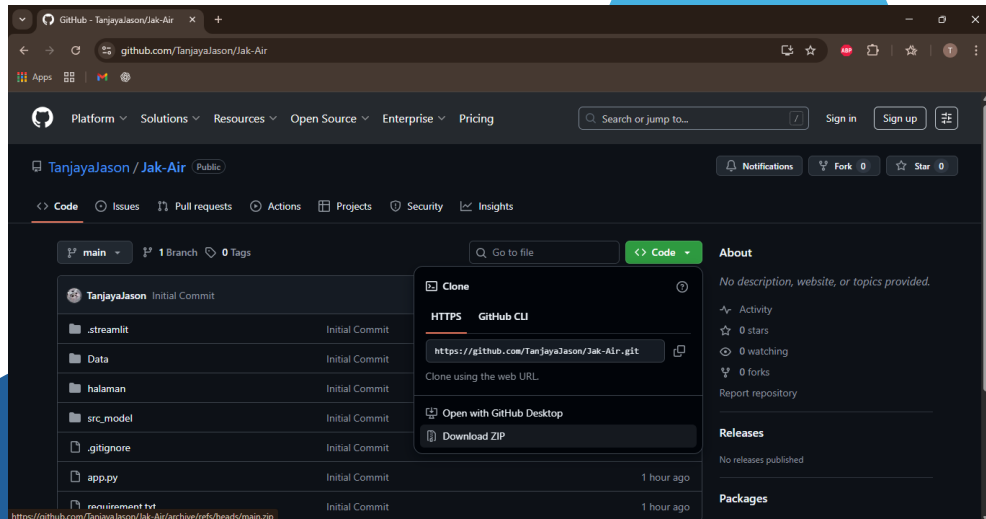 GitHub - TanjayaJason/Jak-Air
github.com/TanjayaJason/Jak-Air
ABP
T
Apps
Platform Solutions Resources Open Source Enterprise Pricing
Search or jump to...
/
Sign in
Sign up
TanjayaJason / Jak-Air Public
Notifications
Fork 0
Star 0
Code Issues Pull requests Actions Projects Security Insights
main
1 Branch
0 Tags
Go to file
Code
TanjayaJason Initial Commit
.streamlit Initial Commit
Data Initial Commit
halaman Initial Commit
src_model Initial Commit
.gitignore Initial Commit
app.py Initial Commit 1 hour ago
requirement.txt Initial Commit 1 hour ago
Clone
HTTPS GitHub CLI
https://github.com/TanjayaJason/Jak-Air.git
Clone using the web URL.
Open with GitHub Desktop
Download ZIP
About
No description, website, or topics provided.
Activity
0 stars
0 watching
0 forks
Report repository
Releases
No releases published
Packages
https://github.com/TanjayaJason/Jak-Air/archive/refs/heads/main.zip